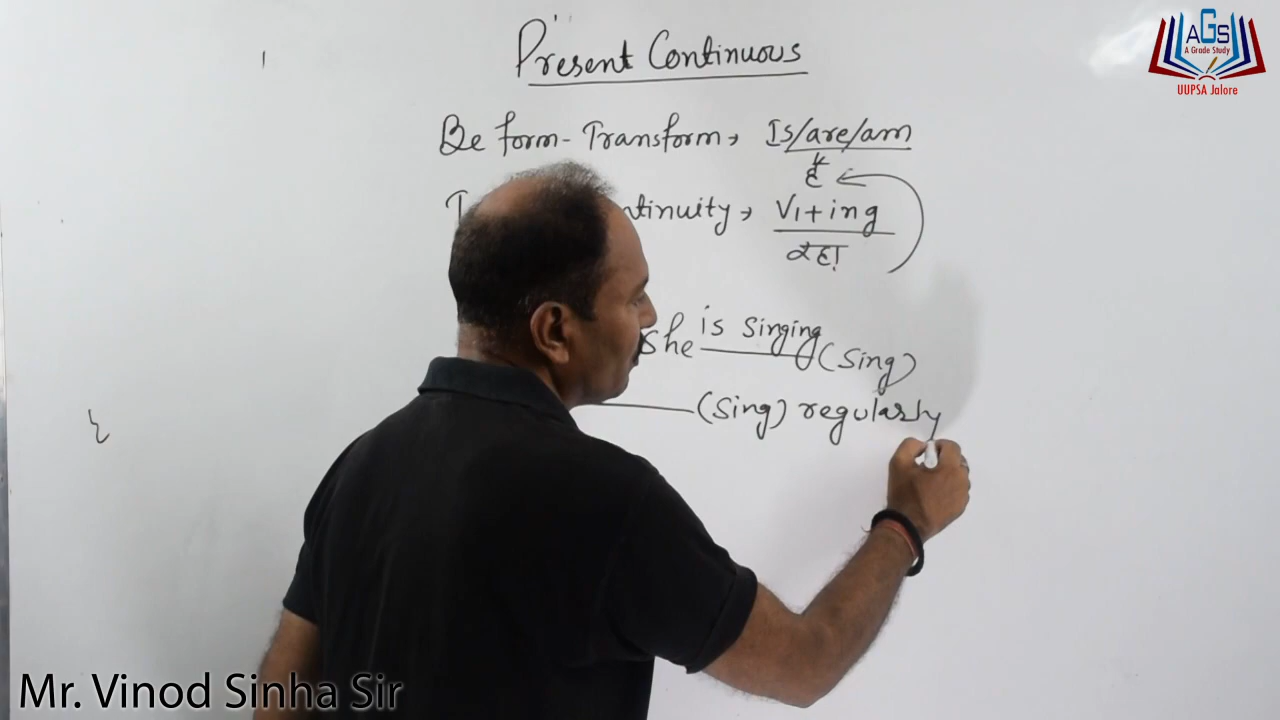 Present Continuous
Be form - Transform, Is/are/am
है
V1+ing
रहा
She is singing (Sing)
(Sing) regularly
AGS
A Grade Study
UUPSA Jalore
Mr. Vinod Sinha Sir